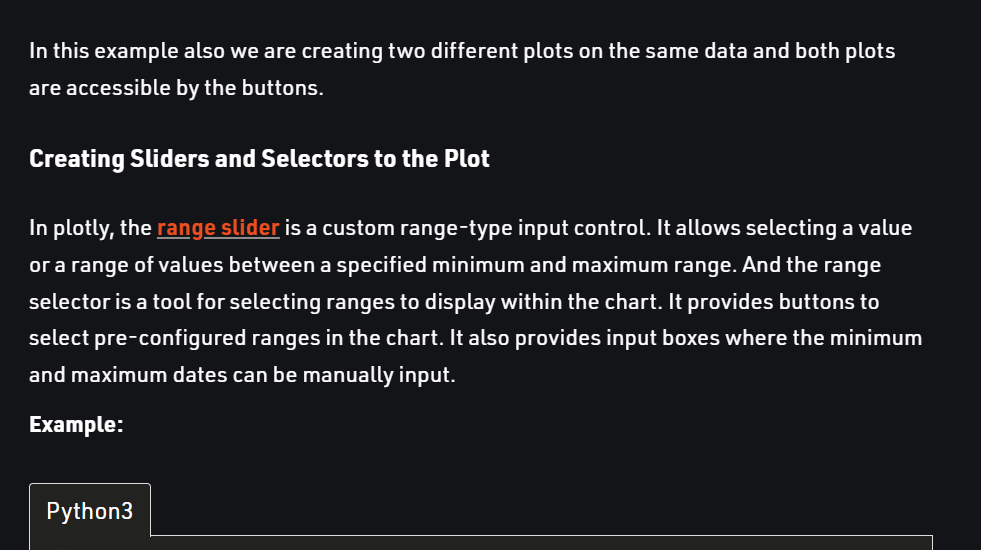 In this example also we are creating two different plots on the same data and both plots
are accessible by the buttons.
Creating Sliders and Selectors to the Plot
In plotly, the range slider is a custom range-type input control. It allows selecting a value
or a range of values between a specified minimum and maximum range. And the range
selector is a tool for selecting ranges to display within the chart. It provides buttons to
select pre-configured ranges in the chart. It also provides input boxes where the minimum
and maximum dates can be manually input.
Example:
Python3